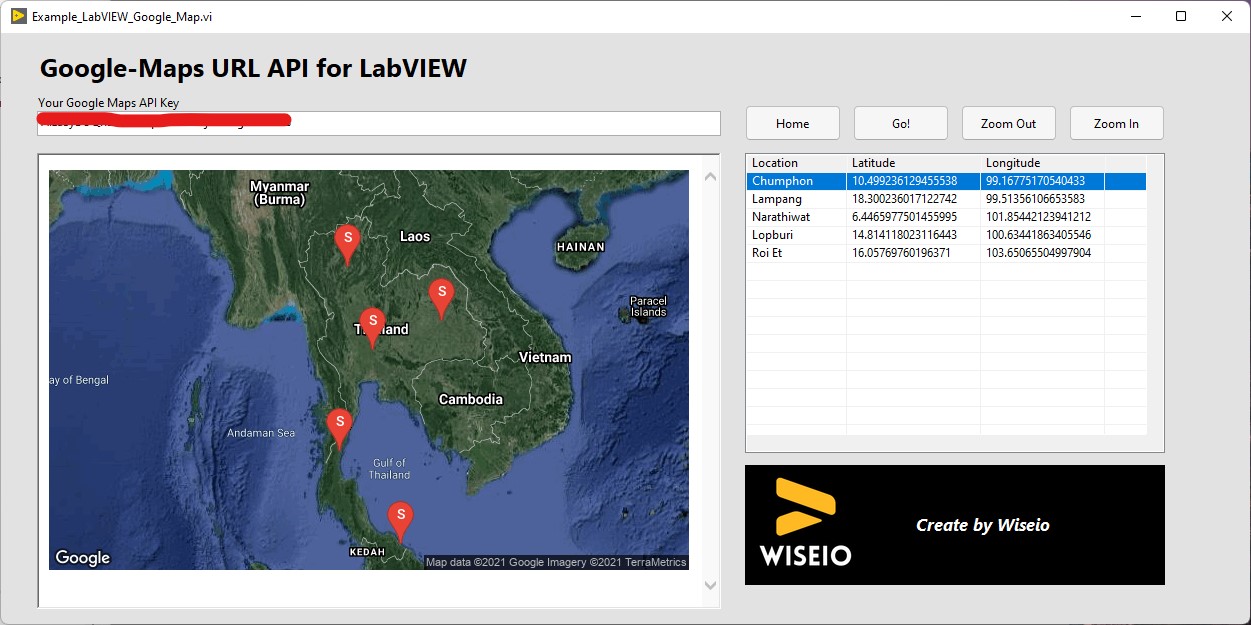 Example_LabVIEW_Google_Map.vi
Google-Maps URL API for LabVIEW
Your Google Maps API Key
Home Go! Zoom Out Zoom In
Location Latitude Longitude
Chumphon 10.499236129455538 99.16775170540433
Lampang 18.300236017122742 99.51356106653583
Narathiwat 6.4465977501455995 101.85442123941212
Lopburi 14.814118023116443 100.63441863405546
Roi Et 16.05769760196371 103.65065504997904
Myanmar
(Burma)
S
Laos
HAINAN
S
Paracel
Islands
S
Vietnam
ay of Bengal
Cambodia
S
Andaman Sea
Gulf of
Thailand
S
KEDAH
Google
Map data ©2021 Google Imagery ©2021 TerraMetrics
Create by Wiseio
WISEIO